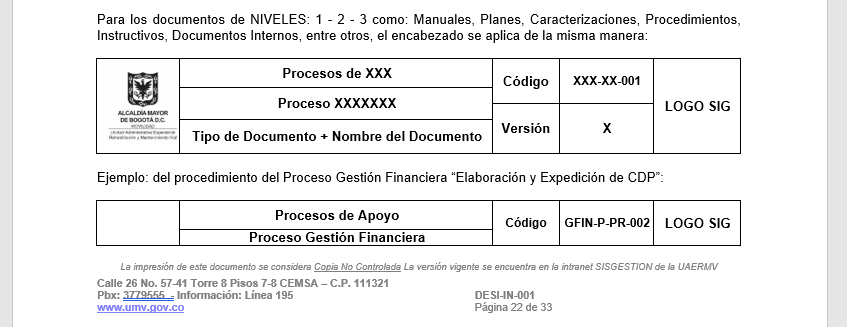 Para los documentos de NIVELES: 1 - 2 - 3 como: Manuales, Planes, Caracterizaciones, Procedimientos,
Instructivos, Documentos Internos, entre otros, el encabezado se aplica de la misma manera:
ALCALDÍA MAYOR
DE BOGOTÁ D.C.
MOVILIDAD
Unidad Administrativa Especial de
Rehabilitación y Mantenimiento Vial
Procesos de XXX
Proceso XXXXXXX
Tipo de Documento + Nombre del Documento
Código
XXX-XX-001
Versión
X
LOGO SIG
Ejemplo: del procedimiento del Proceso Gestión Financiera “Elaboración y Expedición de CDP”:
Procesos de Apoyo
Proceso Gestión Financiera
Código
GFIN-P-PR-002
LOGO SIG
La impresión de este documento se considera Copia No Controlada La versión vigente se encuentra en la intranet SISGESTION de la UAERMV
Calle 26 No. 57-41 Torre 8 Pisos 7-8 CEMSA – C.P. 111321
Pbx: 3779555 - Información: Línea 195
www.umv.gov.co
DESI-IN-001
Página 22 de 33